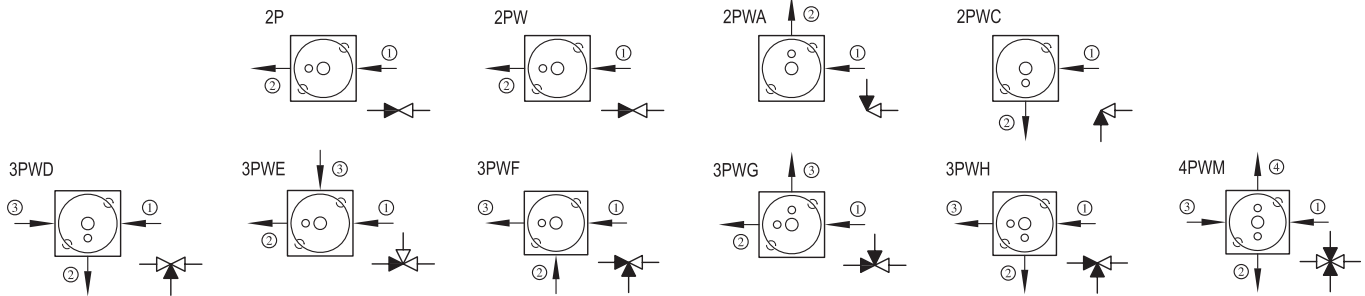 2P
①
②
2PW
①
②
2PWA
②
①
2PWC
①
②
3PWD
③
①
②
3PWE
③
①
②
3PWF
③
①
②
3PWG
③
①
②
3PWH
③
①
②
4PWM
④
③
①
②